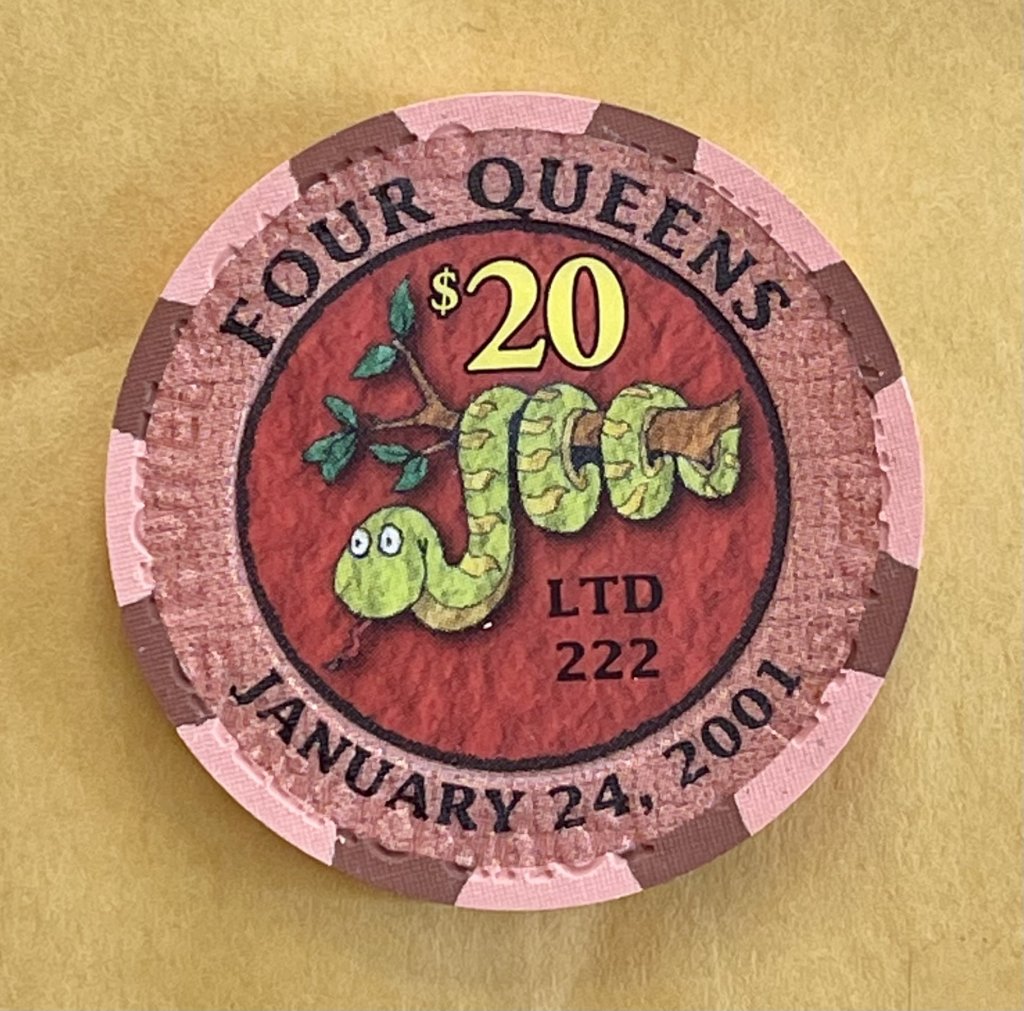 FOUR QUEENS
$20
LTD
222
JANUARY 24, 2001